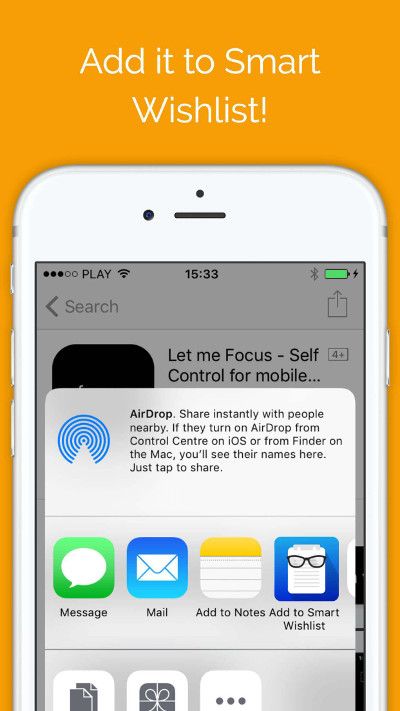 Add it to Smart
Wishlist!
PLAY 15:33
Search
Let me Focus - Self 4+
Control for mobile...
AirDrop. Share instantly with people
nearby. If they turn on AirDrop from
Control Centre on iOS or from Finder on
the Mac, you'll see their names here.
Just tap to share.
Message Mail Add to Notes Add to Smart
Wishlist